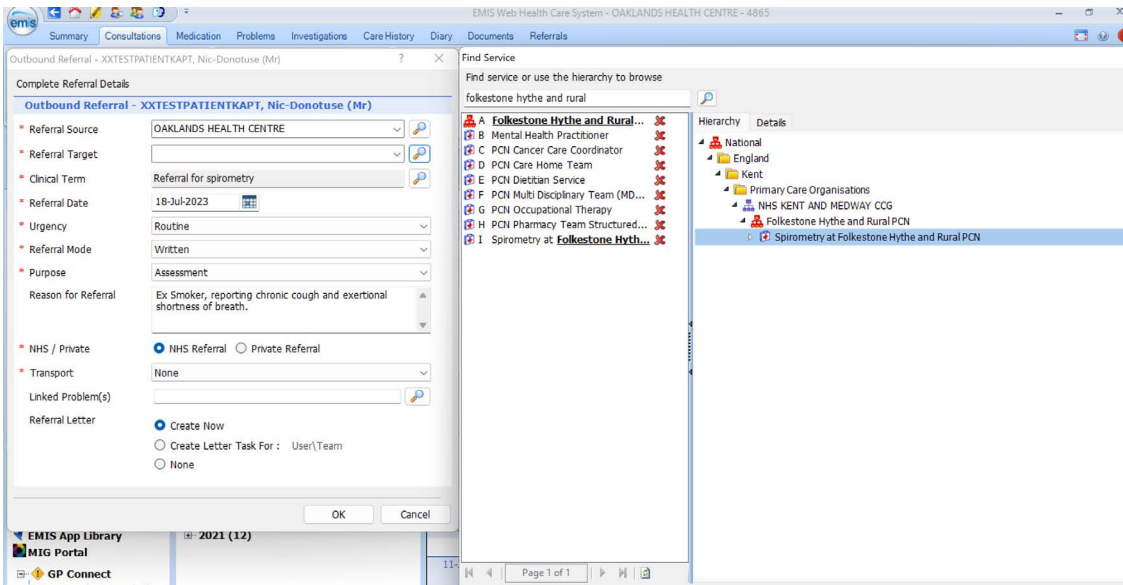 ems
EMIS Web Health Care System - OAKLANDS HEALTH CENTRE - 4865
Summary Consultations Medication Problems Investigations Care History Diary Documents Referrals
Outbound Referral - XXTESTPATIENTKAPT, Nic-Donotuse (Mr) ?
Complete Referral Details
Outbound Referral - XXTESTPATIENTKAPT, Nic-Donotuse (Mr)
* Referral Source OAKLANDS HEALTH CENTRE
* Referral Target
* Clinical Term Referral for spirometry
* Referral Date 18-Jul-2023
* Urgency Routine
* Referral Mode Written
* Purpose Assessment
Reason for Referral Ex Smoker, reporting chronic cough and exertional
shortness of breath.
* NHS / Private NHS Referral Private Referral
* Transport None
Linked Problem(s)
Referral Letter Create Now
Create Letter Task For : User\Team
None
OK Cancel
EMIS App Library 2021 (12)
MIG Portal
GP Connect
11-
Find Service
Find service or use the hierarchy to browse
folkestone hythe and rural
A Folkestone Hythe and Rural...
B Mental Health Practitioner
C PCN Cancer Care Coordinator
D PCN Care Home Team
E PCN Dietitian Service
F PCN Multi Disciplinary Team (MD...
G PCN Occupational Therapy
H PCN Pharmacy Team Structured...
I Spirometry at Folkestone Hyth...
Page 1 of 1
Hierarchy Details
National
England
Kent
Primary Care Organisations
NHS KENT AND MEDWAY CCG
Folkestone Hythe and Rural PCN
Spirometry at Folkestone Hythe and Rural PCN